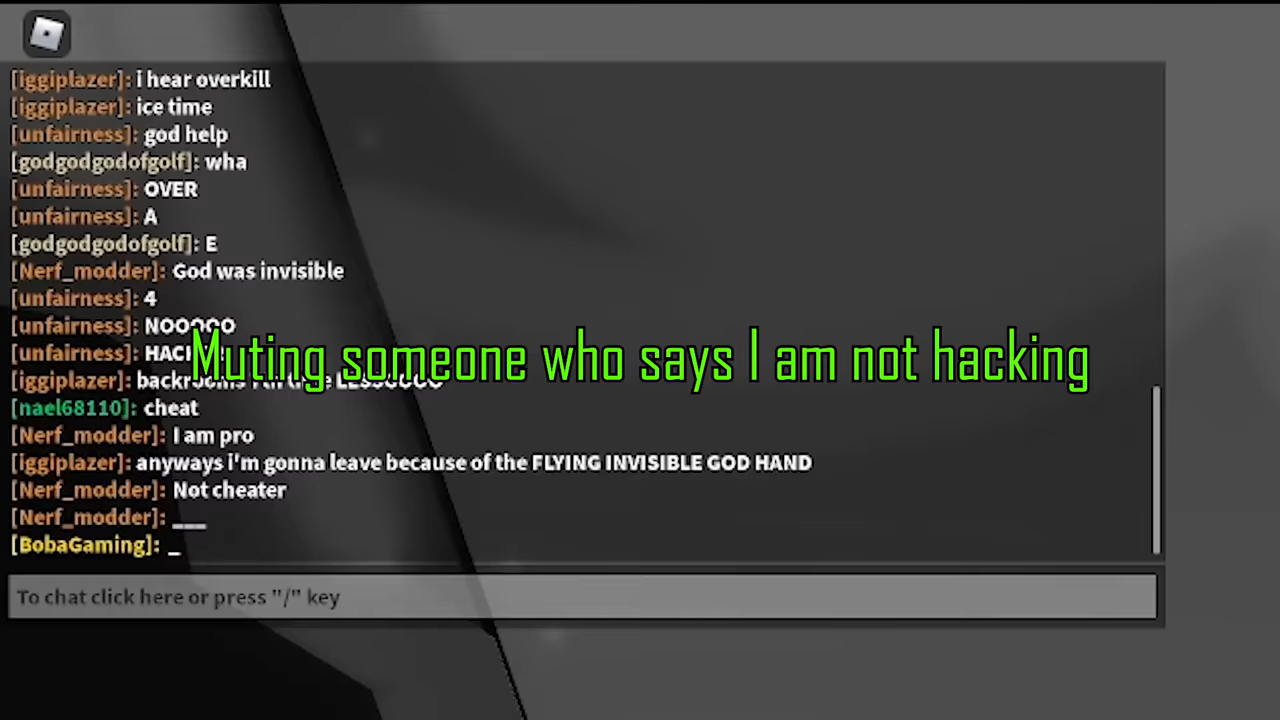 [iggiplazer]: i hear overkill
[iggiplazer]: ice time
[unfairness]: god help
[godgodgodofgolf]: wha
[unfairness]: OVER
[unfairness]: A
[godgodgodofgolf]: E
[Nerf_modder]: God was invisible
[unfairness]: 4
[unfairness]: NOOOOO
[unfairness]:
Muting someone who says I am not hacking
[iggiplazer]: backrooms
[nael68110]: cheat
[Nerf_modder]: I am pro
[iggiplazer]: anyways i'm gonna leave because of the FLYING INVISIBLE GOD HAND
[Nerf_modder]: Not cheater
[Nerf_modder]: ___
[BobaGaming]: _
To chat click here or press "/" key